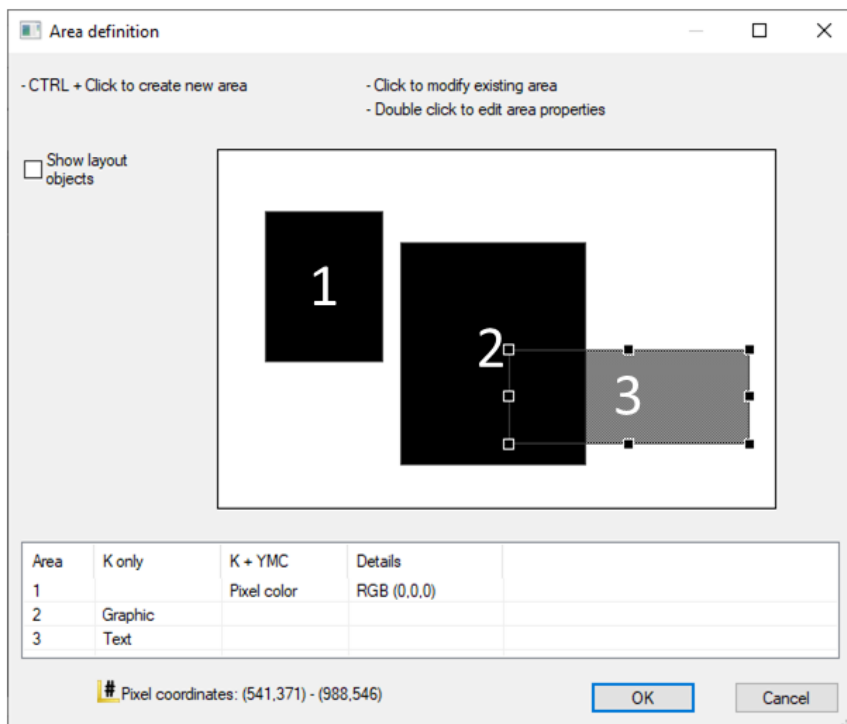 Area definition
- CTRL + Click to create new area
- Click to modify existing area
- Double click to edit area properties
Show layout
objects
1
2
3
Area K only K + YMC Details
1 Pixel color RGB (0,0,0)
2 Graphic
3 Text
# Pixel coordinates: (541,371) - (988,546)
OK Cancel